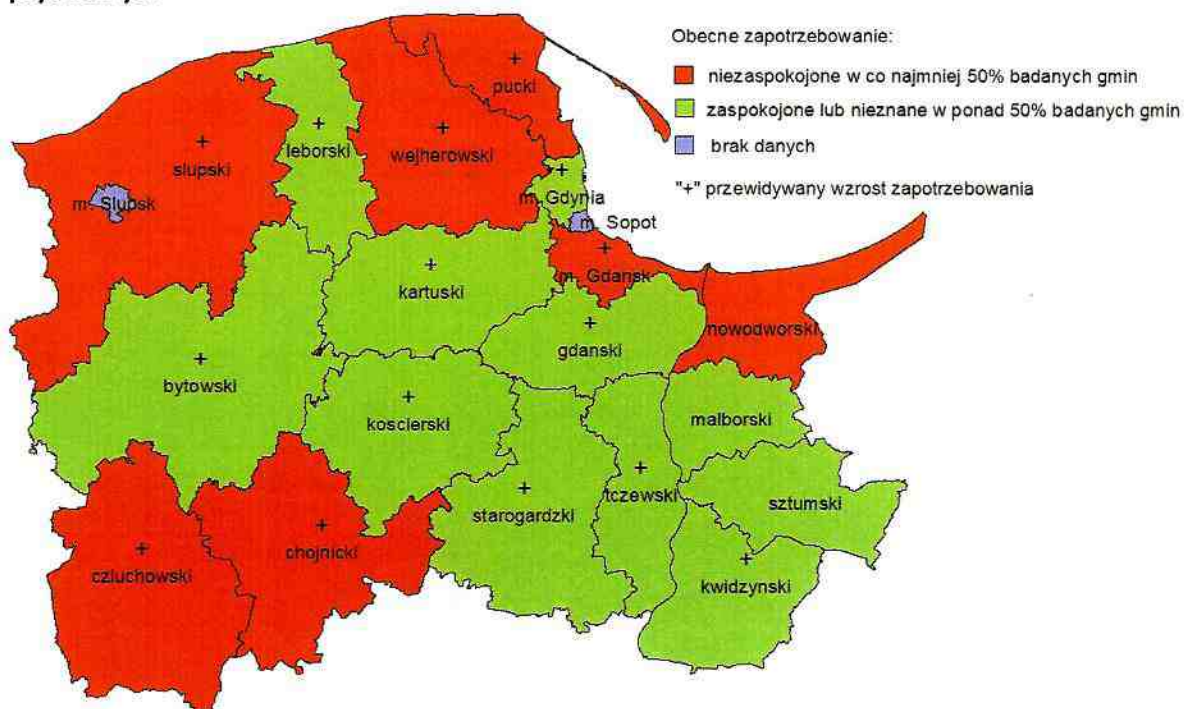 Obecne zapotrzebowanie:
niezaspokojone w co najmniej 50% badanych gmin
zaspokojone lub nieznane w ponad 50% badanych gmin
brak danych
"+" przewidywany wzrost zapotrzebowania
pucki
slupski
leborski
wejherowski
m. Slupsk
m. Gdynia
m. Sopot
kartuski
m. Gdansk
nowodworski
gdanski
bytowski
koscierski
malborski
tczewski
starogardzki
sztumski
chojnicki
czluchowski
kwidzynski